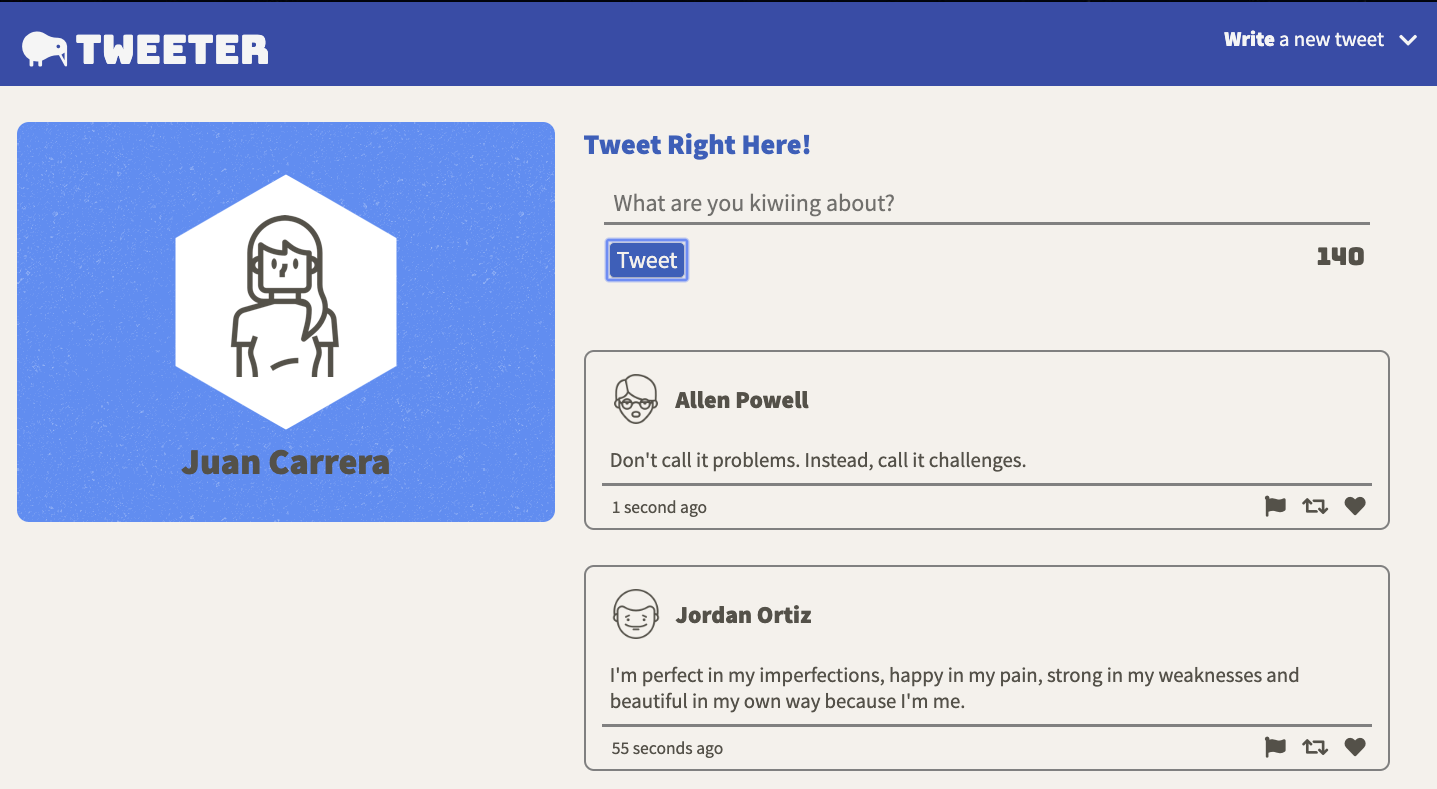 TWEETER
Write a new tweet
Juan Carrera
Tweet Right Here!
What are you kwiing about?
Tweet
140
Allen Powell
Don't call it problems. Instead, call it challenges.
1 second ago
Jordan Ortiz
I'm perfect in my imperfections, happy in my pain, strong in my weaknesses and
beautiful in my own way because I'm me.
55 seconds ago